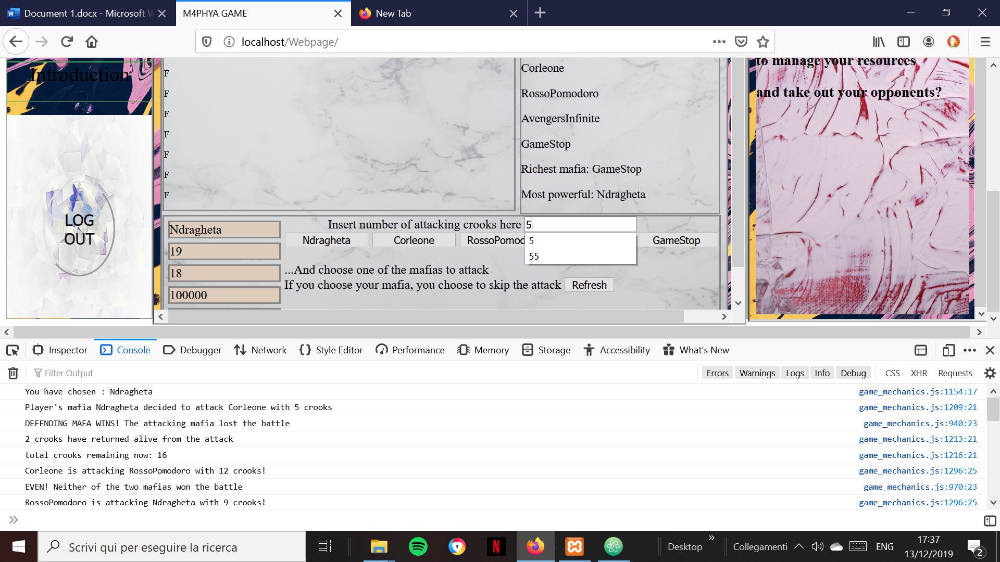 Document 1.docx - Microsoft W
M4PHYA GAME
New Tab
localhost/Webpage/
Introduction
LOG
OUT
F
F
F
F
F
F
F
Corleone
RossoPomodoro
AvengersInfinite
GameStop
Richest mafia: GameStop
Most powerful: Ndragheta
to manage your resources
and take out your opponents?
Ndragheta
19
18
100000
Insert number of attacking crooks here 5
5
55
Ndragheta Corleone RossoPomod GameStop
...And choose one of the mafias to attack
If you choose your mafia, you choose to skip the attack Refresh
Inspector Console Debugger Network Style Editor Performance Memory Storage Accessibility What's New
Filter Output Errors Warnings Logs Info Debug CSS XHR Requests
You have chosen : Ndragheta game_mechanics.js:1154:17
Player's mafia Ndragheta decided to attack Corleone with 5 crooks game_mechanics.js:1209:21
DEFENDING MAFA WINS! The attacking mafia lost the battle game_mechanics.js:940:23
2 crooks have returned alive from the attack game_mechanics.js:1213:21
total crooks remaining now: 16 game_mechanics.js:1216:21
Corleone is attacking RossoPomodoro with 12 crooks! game_mechanics.js:1296:25
EVEN! Neither of the two mafias won the battle game_mechanics.js:970:23
RossoPomodoro is attacking Ndragheta with 9 crooks! game_mechanics.js:1296:25
Scrivi qui per eseguire la ricerca
Desktop
Collegamenti
ENG
17:37
13/12/2019
2